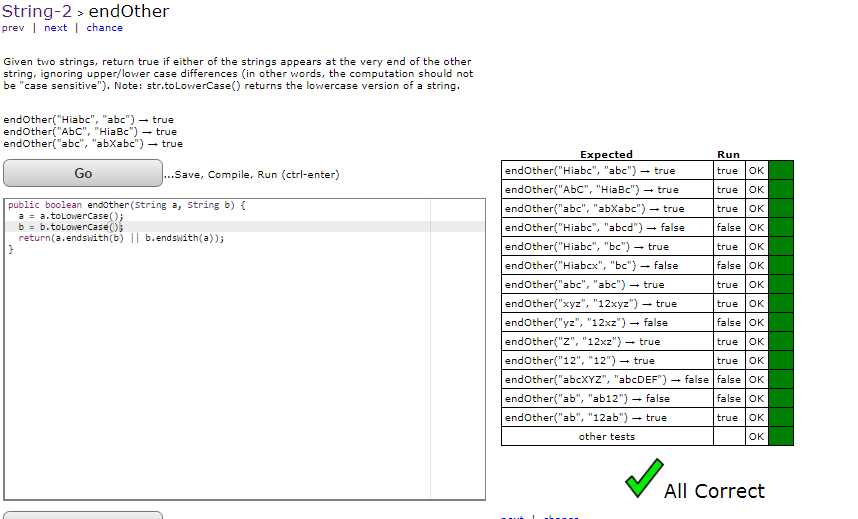 String-2 > endOther
prev | next | chance
Given two strings, return true if either of the strings appears at the very end of the other
string, ignoring upper/lower case differences (in other words, the computation should not
be "case sensitive"). Note: str.toLowerCase() returns the lowercase version of a string.
endOther("Hiabc", "abc") → true
endOther("AbC", "HiaBc") → true
endOther("abc", "abXabc") → true
Go
...Save, Compile, Run (ctrl-enter)
public boolean endOther(String a, String b) {
a = a.toLowerCase();
b = b.toLowerCase();
return(a.endsWith(b) || b.endsWith(a));
}
Expected Run
endOther("Hiabc", "abc") → true true OK
endOther("AbC", "HiaBc") → true true OK
endOther("abc", "abXabc") → true true OK
endOther("Hiabc", "abcd") → false false OK
endOther("Hiabc", "bc") → true true OK
endOther("Hiabcx", "bc") → false false OK
endOther("abc", "abc") → true true OK
endOther("xyz", "12xyz") → true true OK
endOther("yz", "12xz") → false false OK
endOther("Z", "12xz") → true true OK
endOther("12", "12") → true true OK
endOther("abcXYZ", "abcDEF") → false false OK
endOther("ab", "ab12") → false false OK
endOther("ab", "12ab") → true true OK
other tests OK
All Correct
next | chance